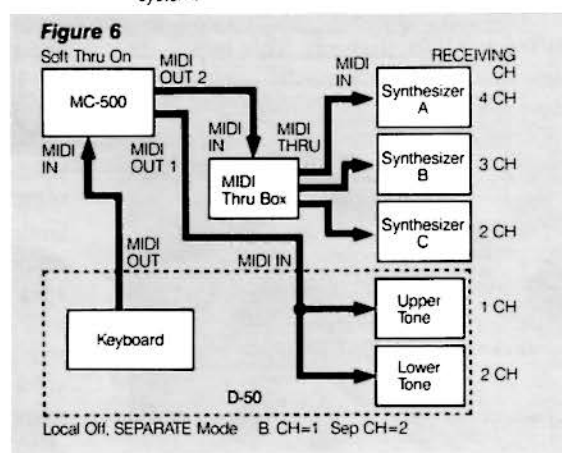 Figure 6
Soft Thru On
MIDI
OUT 2
MIDI
IN
RECEIVING
CH
MC-500
Synthesizer
A
4 CH
MIDI
IN
MIDI
OUT 1
MIDI
IN
MIDI
THRU
MIDI
Thru Box
Synthesizer
B
3 CH
Synthesizer
C
2 CH
MIDI
OUT
MIDI IN
Keyboard
Upper
Tone
1 CH
Lower
Tone
2 CH
D-50
Local Off, SEPARATE Mode B CH=1 Sep CH=2